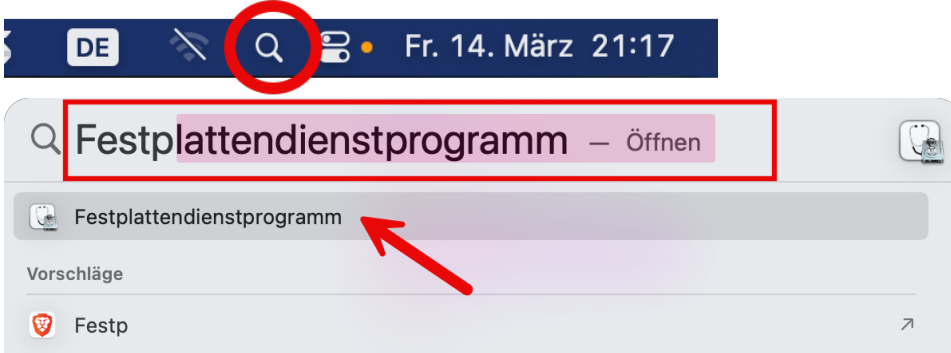 DE Fr. 14. März 21:17
Festplattendienstprogramm — Öffnen
Festplattendienstprogramm
Vorschläge
Festp